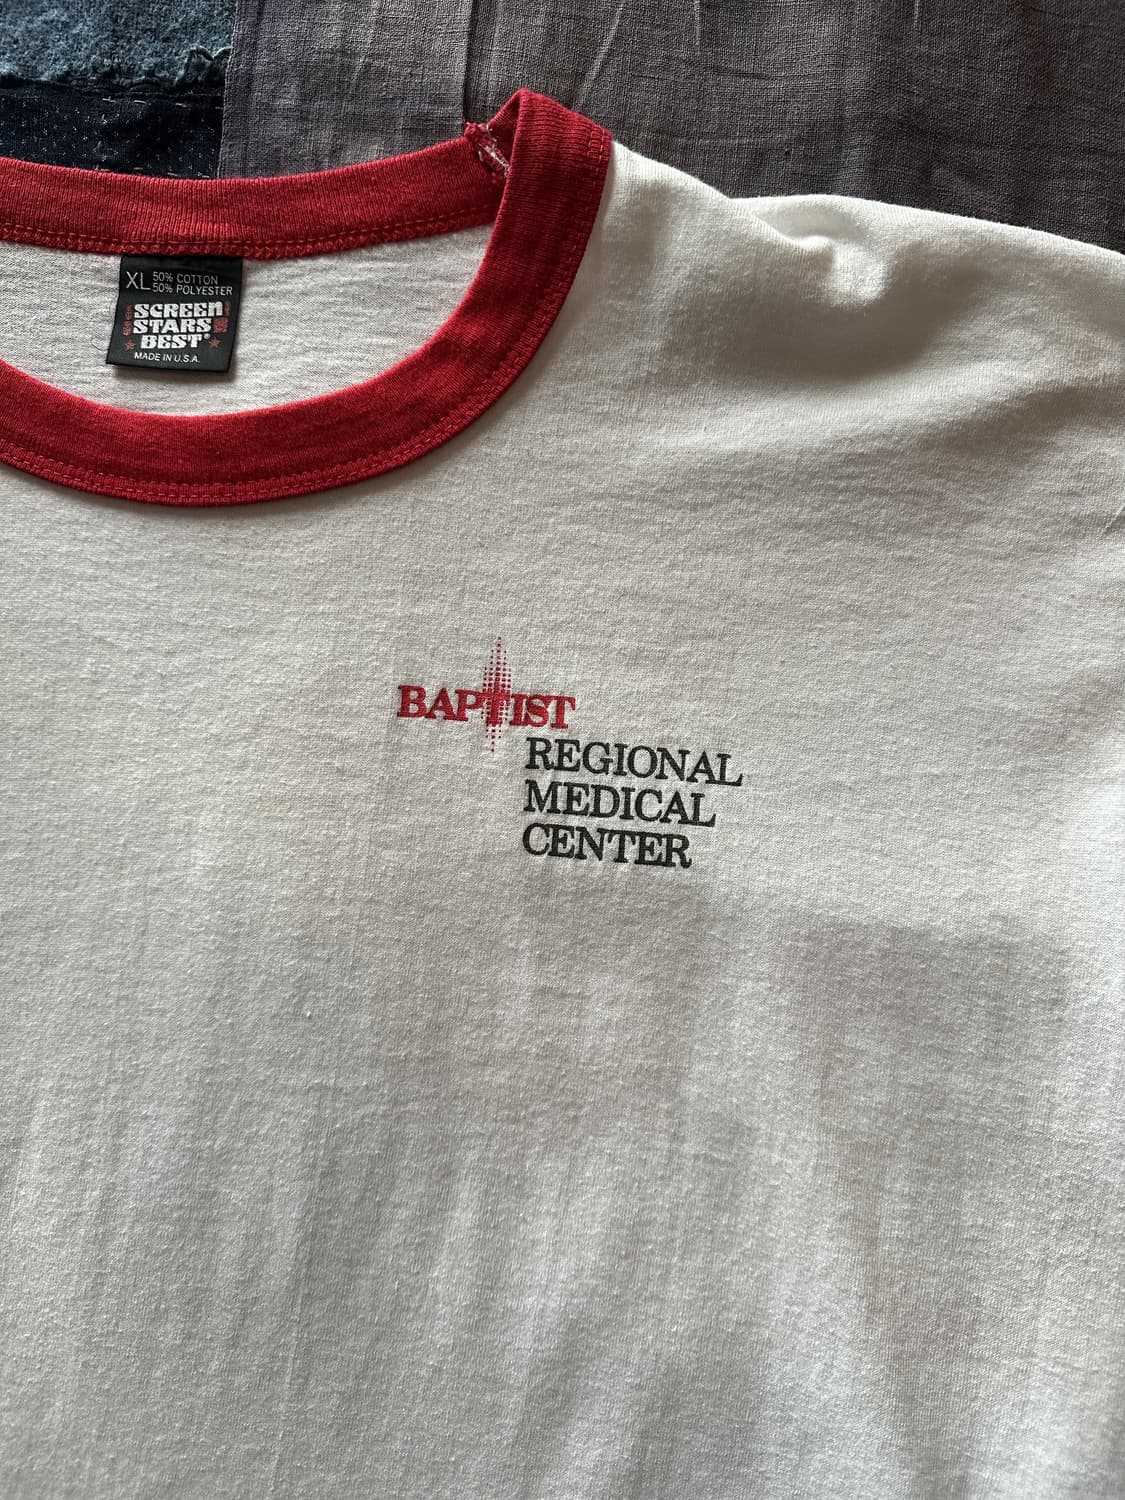 XL 50% COTTON
50% POLYESTER
SCREEN
STARS
BEST®
MADE IN U.S.A.
BAPTIST
REGIONAL
MEDICAL
CENTER